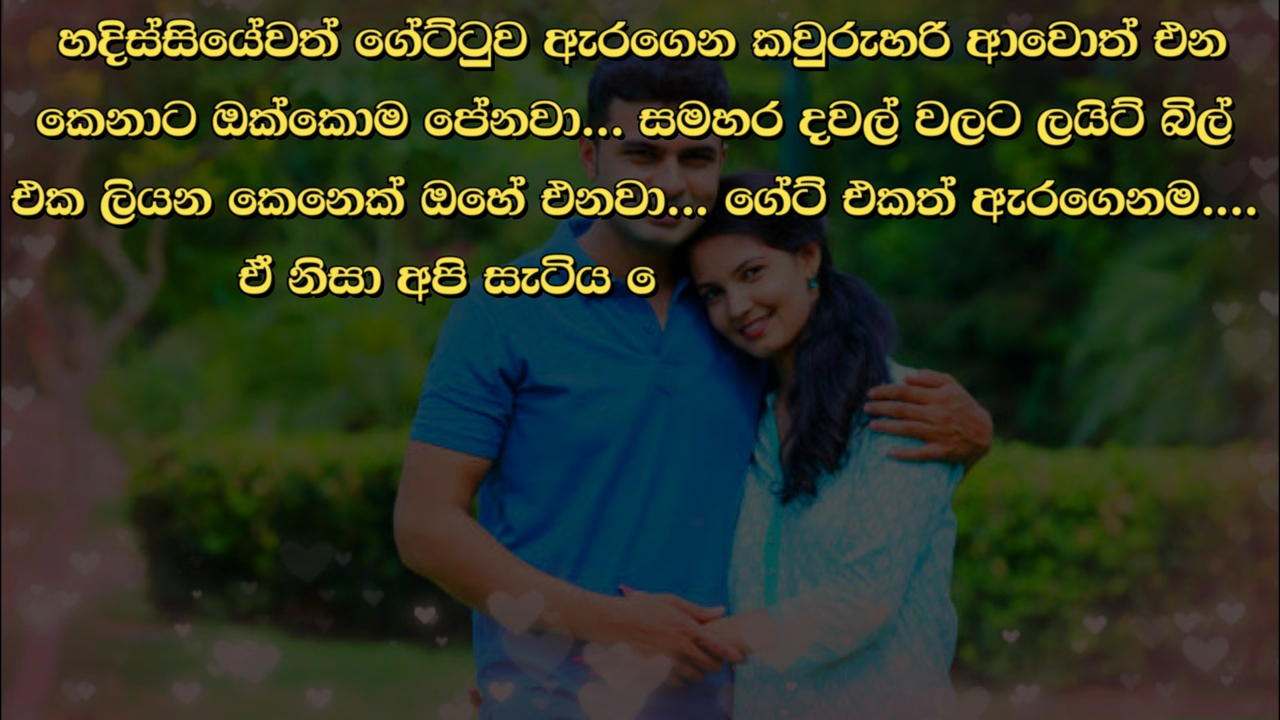 හදිස්සියේවත් ගේට්ටුව ඇරගෙන කවුරුහරි ආවොත් එන
කෙනාට ඔක්කොම පේනවා... සමහර දවල් වලට ලයිට් බිල්
එක ලියන කෙනෙක් ඔහේ එනවා... ගේට් එකත් ඇරගෙනම....
ඒ නිසා අපි සැටිය ෙ